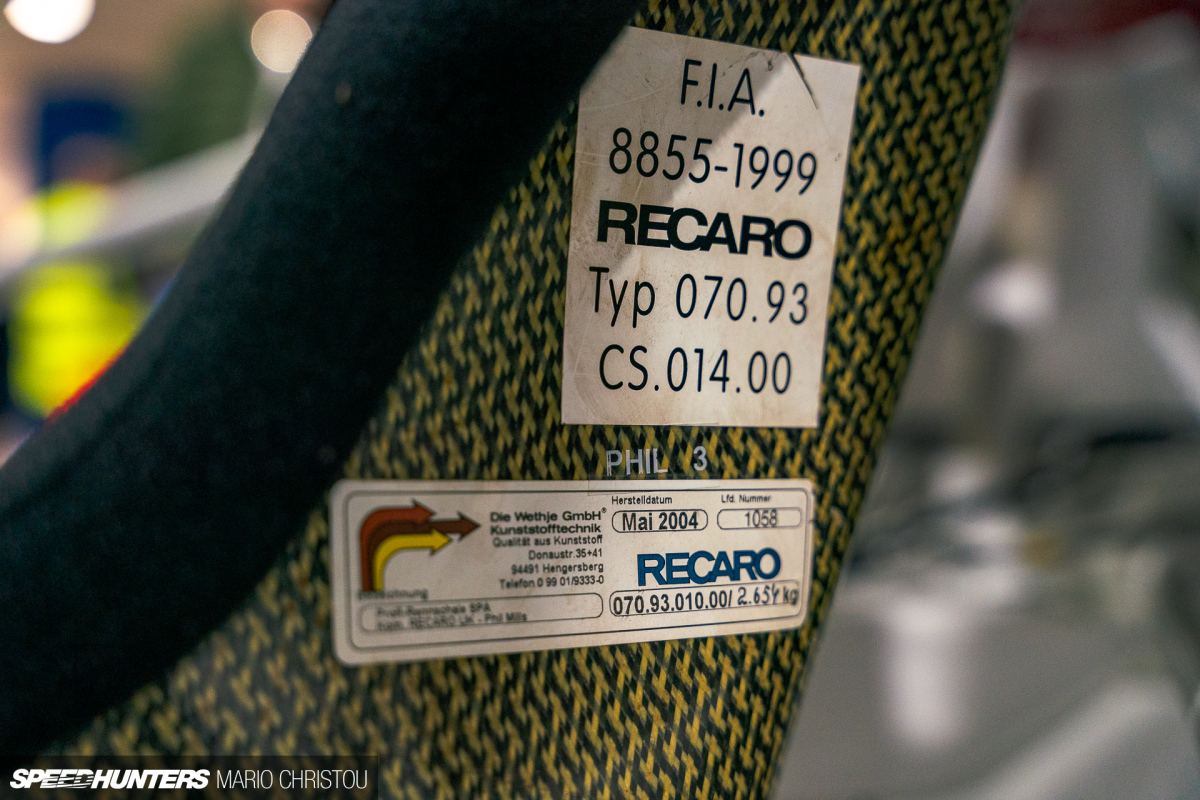 F.I.A.
8855-1999
RECARO
Typ 070.93
CS.014.00
PHIL 3
Die Wethje GmbH®
Kunststofftechnik
Qualität aus Kunststoff
Donaustr.35+41
94491 Hengersberg
Telefon 0 99 01/9333-0
Herstelldatum
Mai 2004
Lfd. Nummer
1058
RECARO
070.93.010.00/ 2.654 kg
Profi-Rennschale SPA
RECARO UK - Phil Mills
SPEEDHUNTERS MARIO CHRISTOU